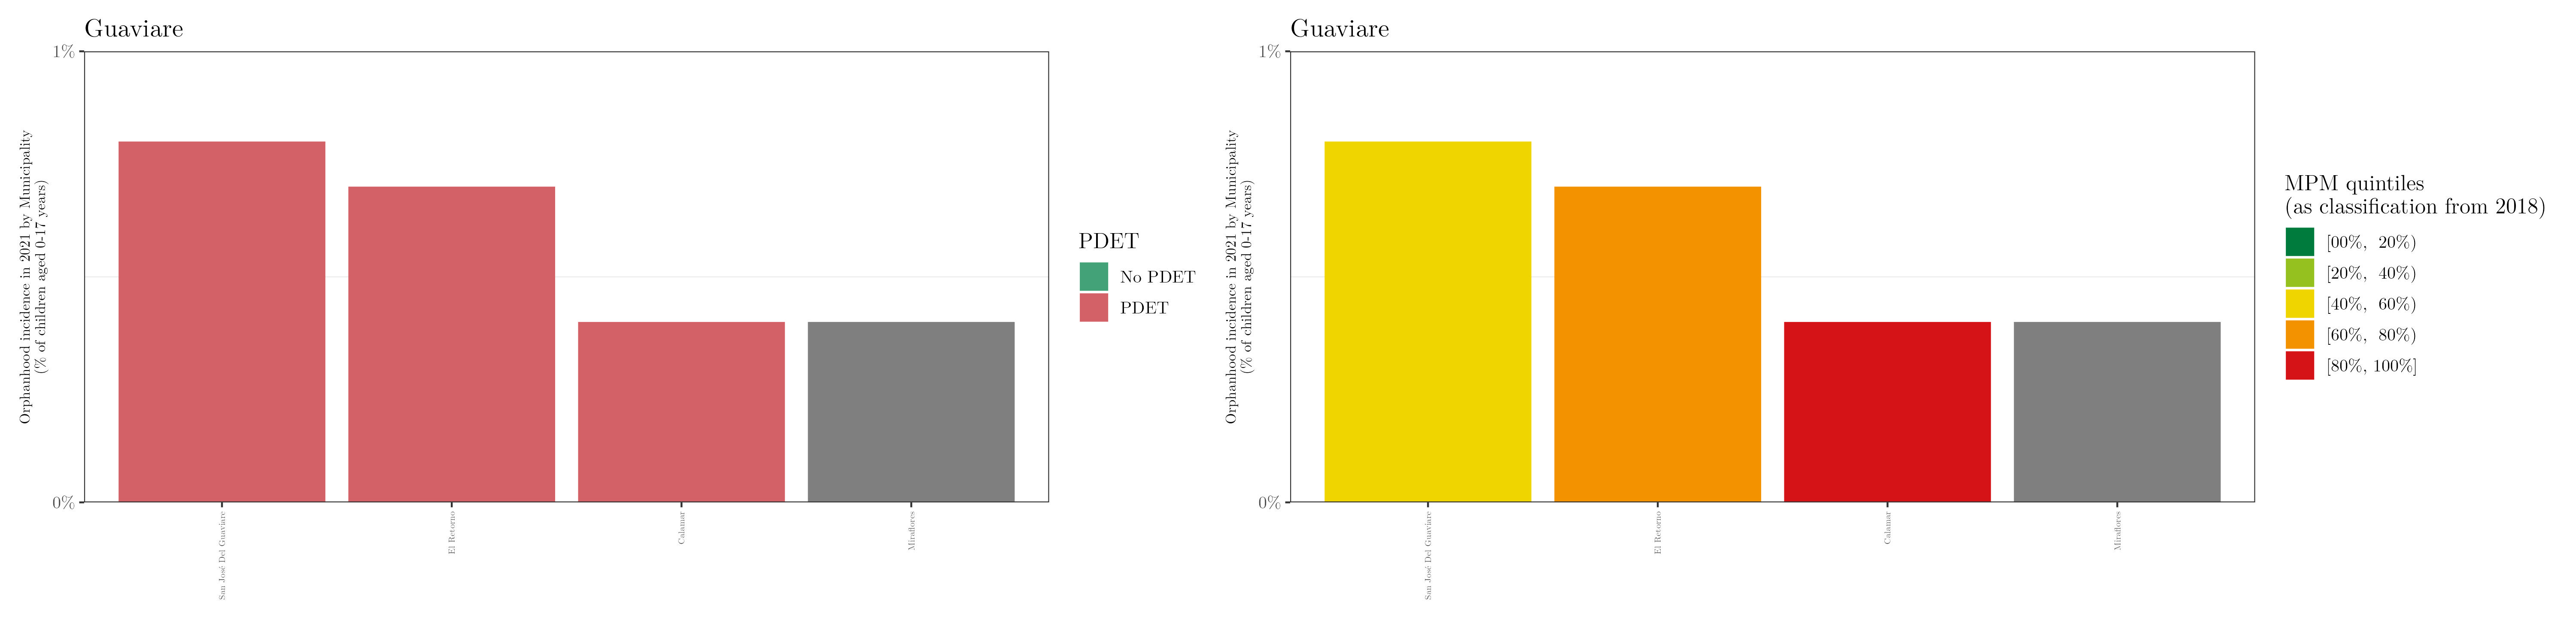 Guaviare
1%
0%
Orphanhood incidence in 2021 by Municipality
(% of children aged 0-17 years)
San José Del Guaviare
El Retorno
Calamar
Miraflores
PDET
No PDET
PDET
Guaviare
1%
0%
Orphanhood incidence in 2021 by Municipality
(% of children aged 0-17 years)
San José Del Guaviare
El Retorno
Calamar
Miraflores
MPM quintiles
(as classification from 2018)
[00%, 20%)
[20%, 40%)
[40%, 60%)
[60%, 80%)
[80%, 100%]